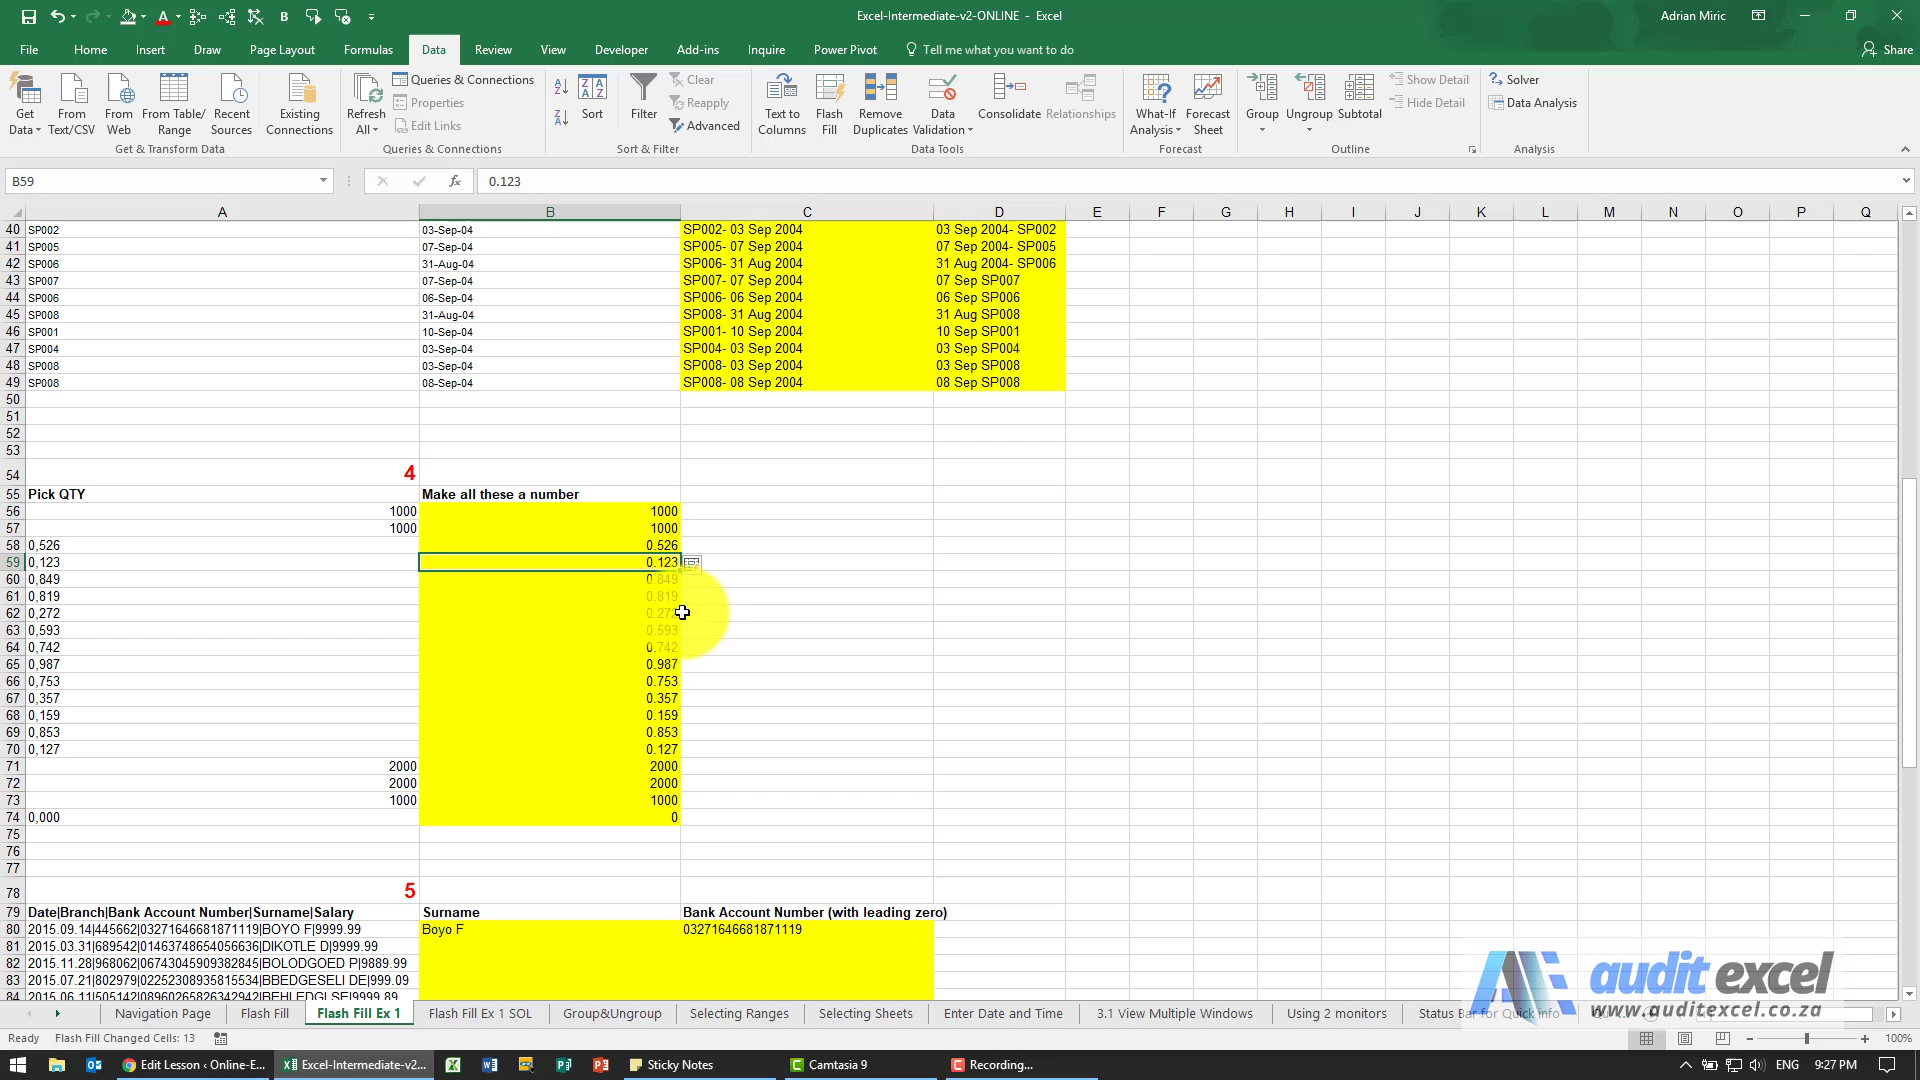 Excel-Intermediate-v2-ONLINE - Excel
Adrian Miric
File Home Insert Draw Page Layout Formulas Data Review View Developer Add-ins Inquire Power Pivot Tell me what you want to do Share
Get Data From Text/CSV From Web From Table/ Range Recent Sources Existing Connections
Refresh All Queries & Connections Properties Edit Links
Sort Filter Clear Reapply Advanced
Text to Columns Flash Fill Remove Duplicates Data Validation Consolidate Relationships
What-If Analysis Forecast Sheet Group Ungroup Subtotal Show Detail Hide Detail Solver Data Analysis
Get & Transform Data Queries & Connections Sort & Filter Data Tools Forecast Outline Analysis
B59 fx 0.123
A B C D E F G H I J K L M N O P Q
40 SP002 03-Sep-04 SP002- 03 Sep 2004 03 Sep 2004- SP002
41 SP005 07-Sep-04 SP005- 07 Sep 2004 07 Sep 2004- SP005
42 SP006 31-Aug-04 SP006- 31 Aug 2004 31 Aug 2004- SP006
43 SP007 07-Sep-04 SP007- 07 Sep 2004 07 Sep SP007
44 SP006 06-Sep-04 SP006- 06 Sep 2004 06 Sep SP006
45 SP008 31-Aug-04 SP008- 31 Aug 2004 31 Aug SP008
46 SP001 10-Sep-04 SP001- 10 Sep 2004 10 Sep SP001
47 SP004 03-Sep-04 SP004- 03 Sep 2004 03 Sep SP004
48 SP008 03-Sep-04 SP008- 03 Sep 2004 03 Sep SP008
49 SP008 08-Sep-04 SP008- 08 Sep 2004 08 Sep SP008
50
51
52
53
54 4
55 Pick QTY Make all these a number
56 1000 1000
57 1000 1000
58 0,526 0.526
59 0,123 0.123
60 0,849 0.849
61 0,819 0.819
62 0,272 0.272
63 0,593 0.593
64 0,742 0.742
65 0,987 0.987
66 0,753 0.753
67 0,357 0.357
68 0,159 0.159
69 0,853 0.853
70 0,127 0.127
71 2000 2000
72 2000 2000
73 1000 1000
74 0,000 0
75
76
77
78 5
79 Date|Branch|Bank Account Number|Surname|Salary Surname Bank Account Number (with leading zero)
80 2015.09.14|445662|03271646681871119|BOYO F|9999.99 Boyo F 03271646681871119
81 2015.03.31|689542|01463748654056636|DIKOTLE D|9999.99
82 2015.11.28|968062|06743045909382845|BOLODGOED P|9889.99
83 2015.07.21|802979|02252308935815534|BBEDGESELI DE|999.09
84 2015.06.11|505142|08960265826342942|BEHLEDGLSE|9999.89
audit excel
www.auditexcel.co.za
Navigation Page Flash Fill Flash Fill Ex 1 Flash Fill Ex 1 SOL Group&Ungroup Selecting Ranges Selecting Sheets Enter Date and Time 3.1 View Multiple Windows Using 2 monitors Status Bar for Quick info
Ready Flash Fill Changed Cells: 13 100%
Edit Lesson ‹ Online-E... Excel-Intermediate-v2... Sticky Notes Camtasia 9 Recording... ENG 9:27 PM